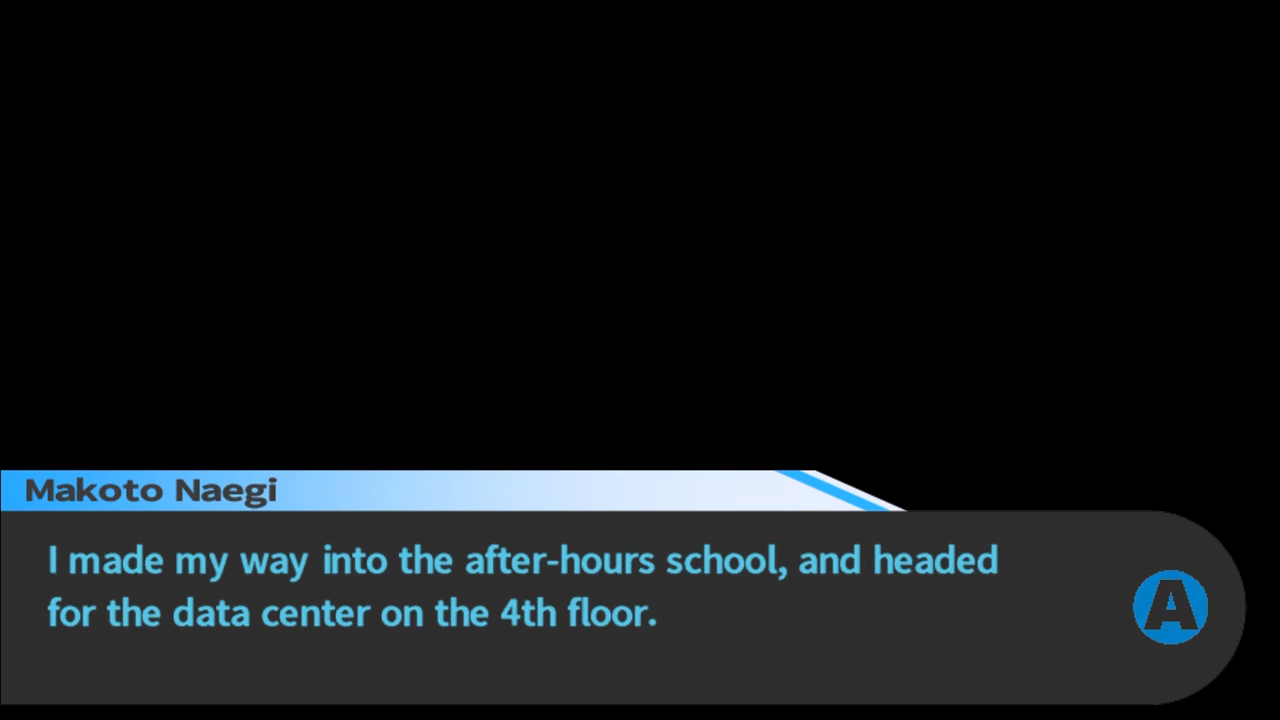 Makoto Naegi
I made my way into the after-hours school, and headed
for the data center on the 4th floor.
A